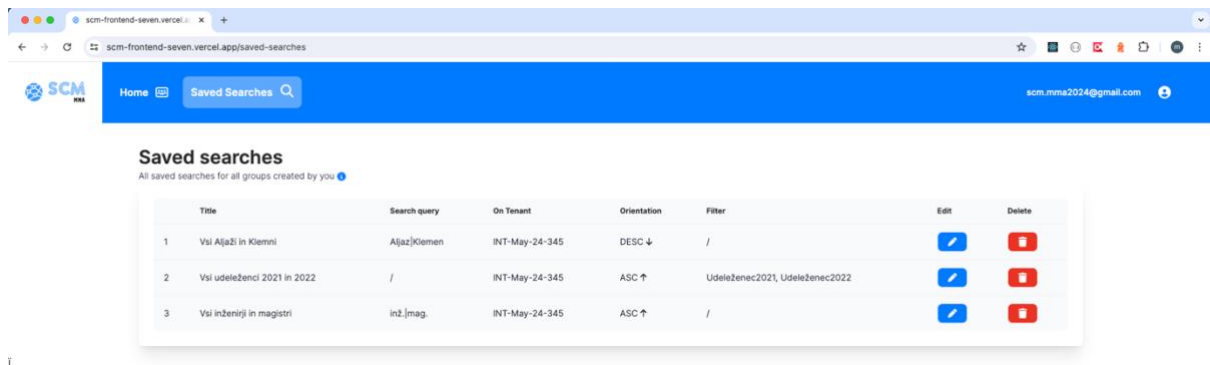 scm-frontend-seven.vercel.a
scm-frontend-seven.vercel.app/saved-searches
SCM
MMA
Home
Saved Searches
scm.mma2024@gmail.com
Saved searches
All saved searches for all groups created by you
Title Search query On Tenant Orientation Filter Edit Delete
1 Vsi Aljaži in Klemni Aljaz|Klemen INT-May-24-345 DESC ↓ /
2 Vsi udeleženci 2021 in 2022 / INT-May-24-345 ASC ↑ Udeleženec2021, Udeleženec2022
3 Vsi inženirji in magistri inž.|mag. INT-May-24-345 ASC ↑ /
ï